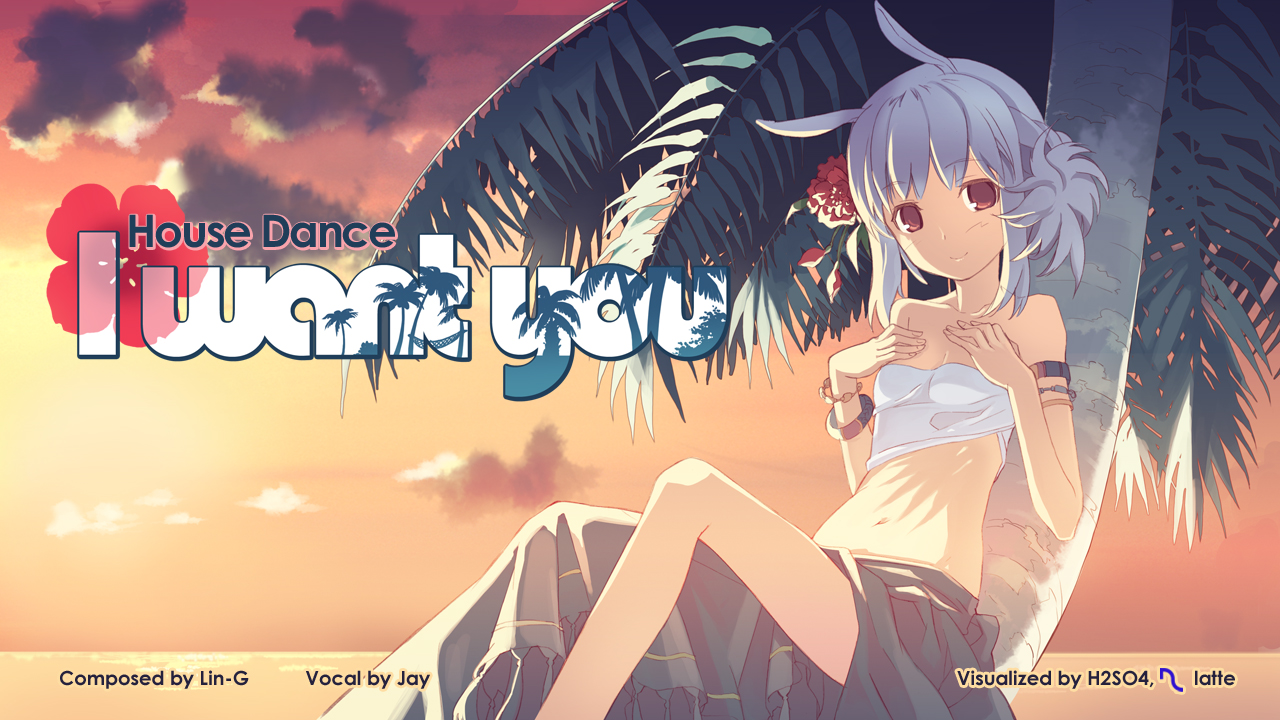 House Dance
I want you
Composed by Lin-G
Vocal by Jay
Visualized by H2SO4, latte